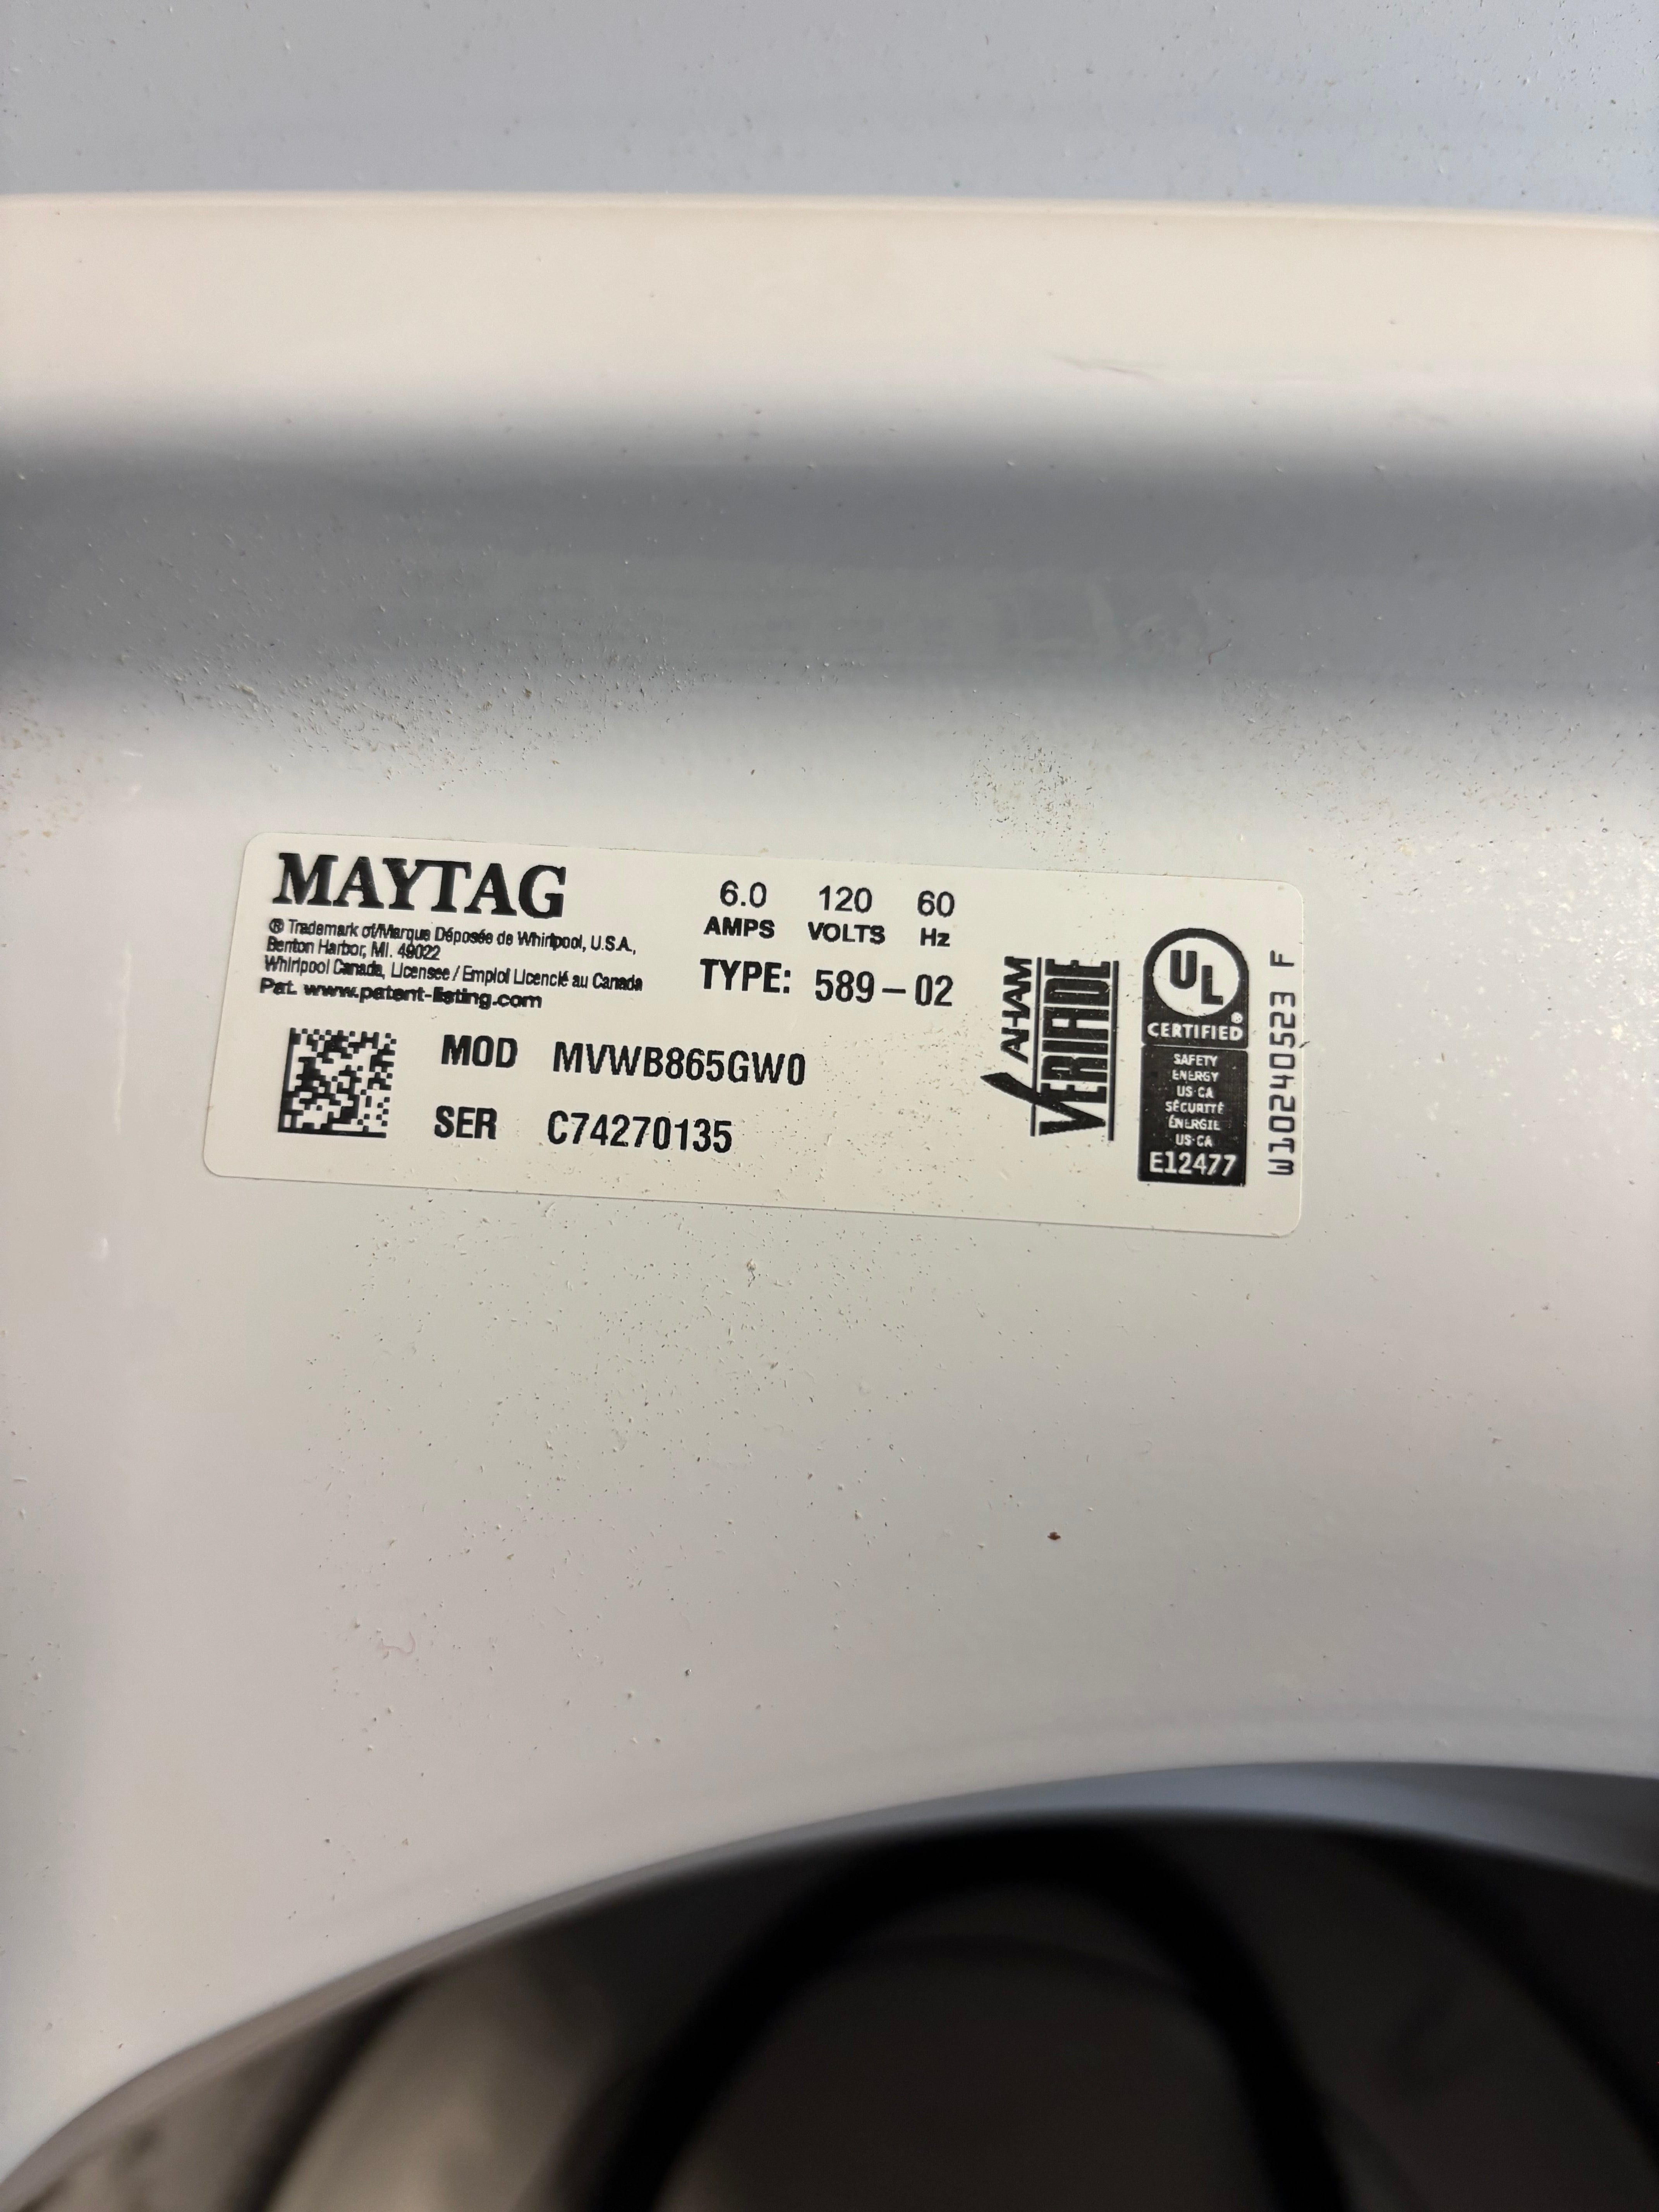 MAYTAG
® Trademark of/Marque Déposée de Whirlpool, U.S.A.,
Benton Harbor, MI. 49022
Whirlpool Canada, Licensee / Emploi Licencié au Canada
Pat. www.patent-listing.com
6.0 120 60
AMPS VOLTS Hz
TYPE: 589-02
MOD MVWB865GW0
SER C74270135
AHAM
VERIFIDE
UL
®
CERTIFIED
SAFETY
ENERGY
US·CA
SÉCURITÉ
ÉNERGIE
US·CA
E12477
W10240523 F